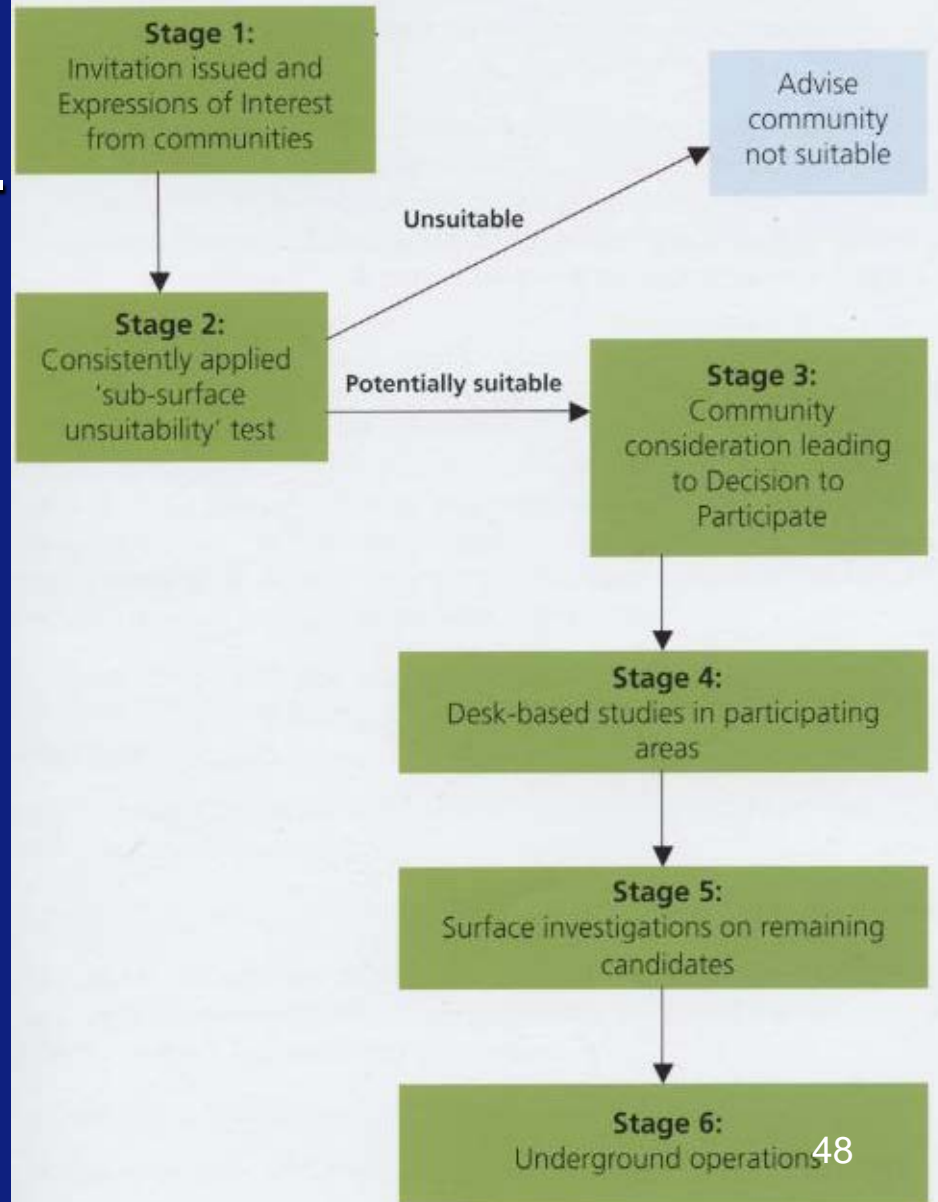 Stage 1:
Invitation issued and
Expressions of Interest
from communities
Advise
community
not suitable
Unsuitable
Stage 2:
Consistently applied
'sub-surface
unsuitability' test
Potentially suitable
Stage 3:
Community
consideration leading
to Decision to
Participate
Stage 4:
Desk-based studies in participating
areas
Stage 5:
Surface investigations on remaining
candidates
Stage 6:
Underground operations
48